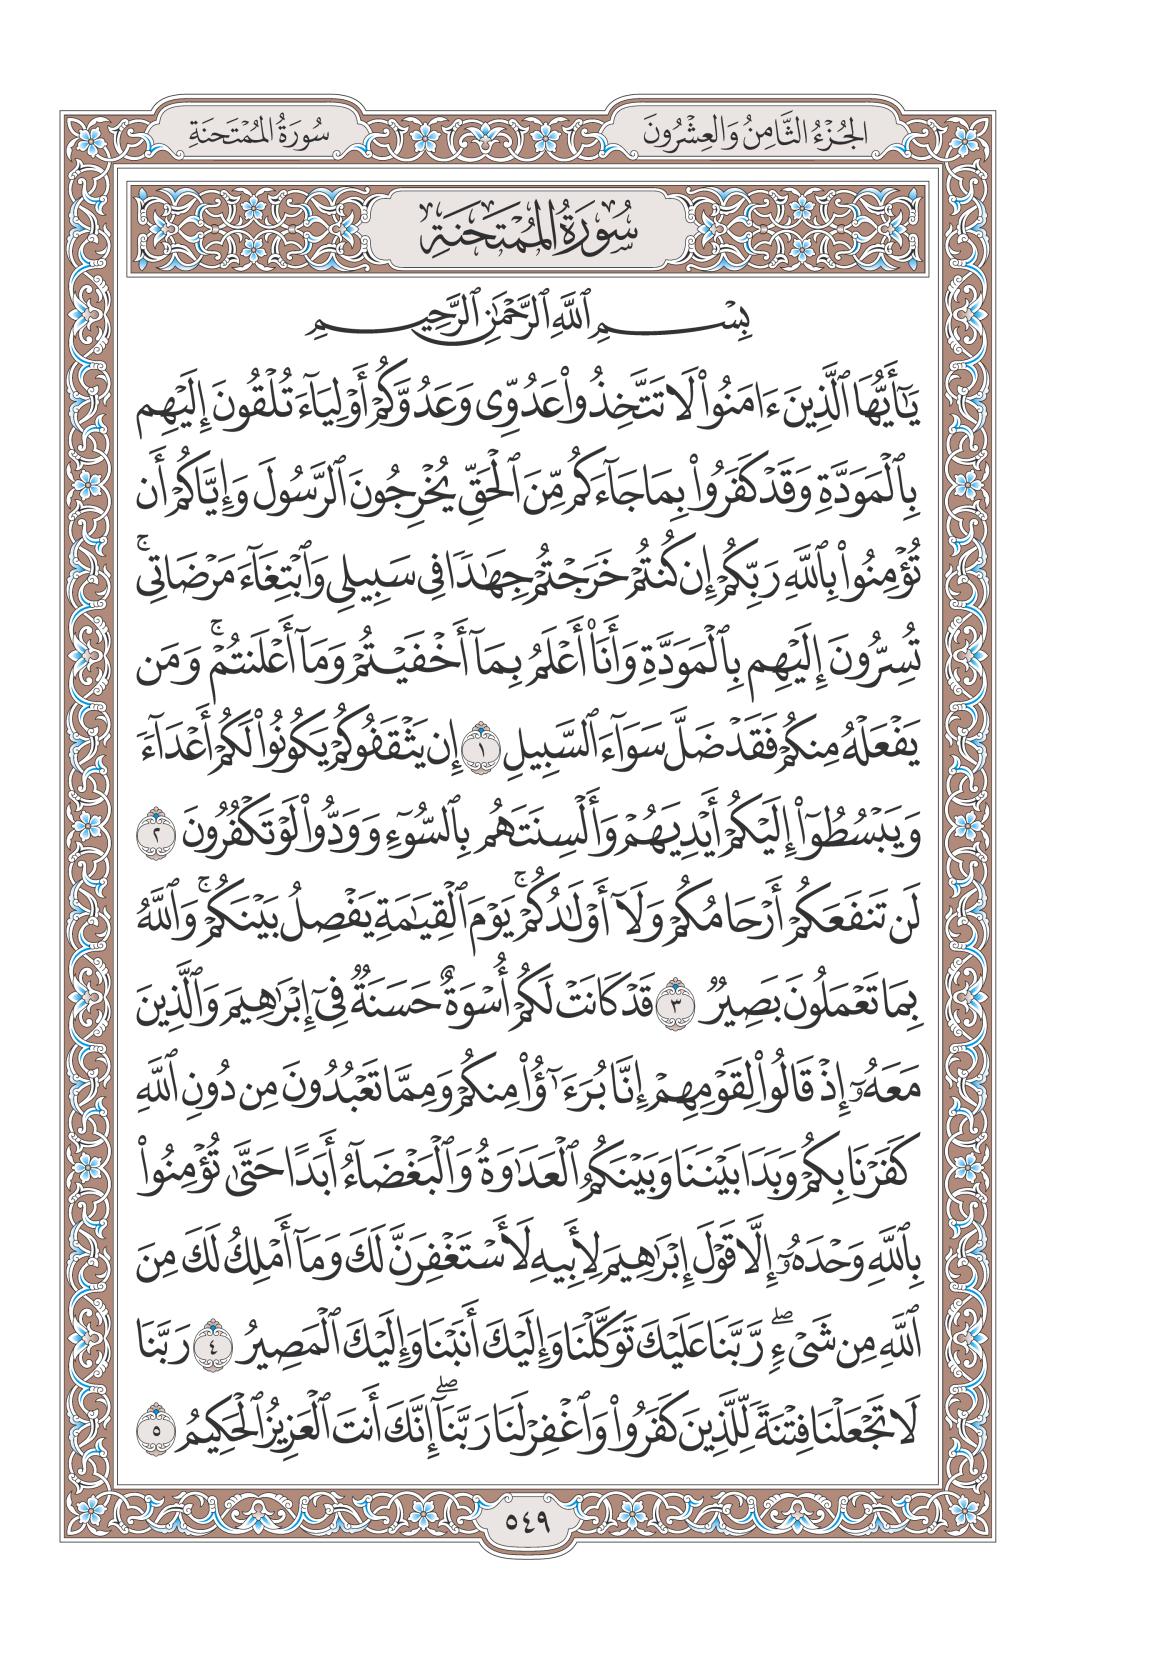 الجُزْءُ الثَّامِنُ وَالعِشْرُونَ
سُورَةُ المُمْتَحنَةِ
سُورَةُ المُمْتَحنَةِ
بِسْمِ ٱللَّهِ ٱلرَّحْمَٰنِ ٱلرَّحِيمِ
يَٰٓأَيُّهَا ٱلَّذِينَ ءَامَنُوا۟ لَا تَتَّخِذُوا۟ عَدُوِّى وَعَدُوَّكُمْ أَوْلِيَآءَ تُلْقُونَ إِلَيْهِم
بِٱلْمَوَدَّةِ وَقَدْ كَفَرُوا۟ بِمَا جَآءَكُم مِّنَ ٱلْحَقِّ يُخْرِجُونَ ٱلرَّسُولَ وَإِيَّاكُمْ أَن
تُؤْمِنُوا۟ بِٱللَّهِ رَبِّكُمْ إِن كُنتُمْ خَرَجْتُمْ جِهَٰدًا فِى سَبِيلِى وَٱبْتِغَآءَ مَرْضَاتِى ۚ
تُسِرُّونَ إِلَيْهِم بِٱلْمَوَدَّةِ وَأَنَا۠ أَعْلَمُ بِمَآ أَخْفَيْتُمْ وَمَآ أَعْلَنتُمْ ۚ وَمَن
يَفْعَلْهُ مِنكُمْ فَقَدْ ضَلَّ سَوَآءَ ٱلسَّبِيلِ ١ إِن يَثْقَفُوكُمْ يَكُونُوا۟ لَكُمْ أَعْدَآءً
وَيَبْسُطُوٓا۟ إِلَيْكُمْ أَيْدِيَهُمْ وَأَلْسِنَتَهُم بِٱلسُّوٓءِ وَوَدُّوا۟ لَوْ تَكْفُرُونَ ٢
لَن تَنفَعَكُمْ أَرْحَامُكُمْ وَلَآ أَوْلَٰدُكُمْ ۚ يَوْمَ ٱلْقِيَٰمَةِ يَفْصِلُ بَيْنَكُمْ ۚ وَٱللَّهُ
بِمَا تَعْمَلُونَ بَصِيرٌ ٣ قَدْ كَانَتْ لَكُمْ أُسْوَةٌ حَسَنَةٌ فِىٓ إِبْرَٰهِيمَ وَٱلَّذِينَ
مَعَهُۥٓ إِذْ قَالُوا۟ لِقَوْمِهِمْ إِنَّا بُرَءَٰٓؤُا۟ مِنكُمْ وَمِمَّا تَعْبُدُونَ مِن دُونِ ٱللَّهِ
كَفَرْنَا بِكُمْ وَبَدَا بَيْنَنَا وَبَيْنَكُمُ ٱلْعَدَٰوَةُ وَٱلْبَغْضَآءُ أَبَدًا حَتَّىٰ تُؤْمِنُوا۟
بِٱللَّهِ وَحْدَهُۥٓ إِلَّا قَوْلَ إِبْرَٰهِيمَ لِأَبِيهِ لَأَسْتَغْفِرَنَّ لَكَ وَمَآ أَمْلِكُ لَكَ مِنَ
ٱللَّهِ مِن شَىْءٍ ۖ رَّبَّنَا عَلَيْكَ تَوَكَّلْنَا وَإِلَيْكَ أَنَبْنَا وَإِلَيْكَ ٱلْمَصِيرُ ٤ رَبَّنَا
لَا تَجْعَلْنَا فِتْنَةً لِّلَّذِينَ كَفَرُوا۟ وَٱغْفِرْ لَنَا رَبَّنَآ ۖ إِنَّكَ أَنتَ ٱلْعَزِيزُ ٱلْحَكِيمُ ٥
٥٤٩